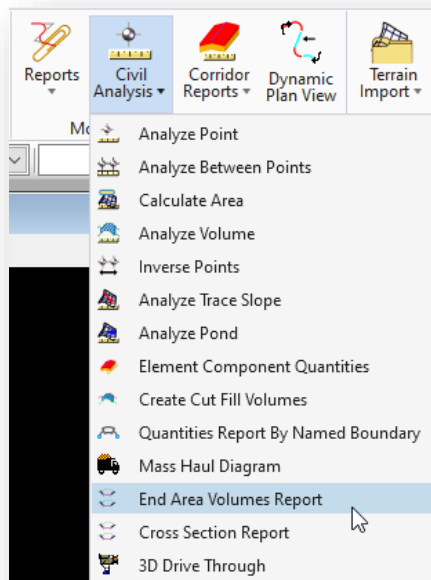 Reports
Civil
Analysis
Corridor
Reports
Dynamic
Plan View
Terrain
Import
Mo
Analyze Point
Analyze Between Points
Calculate Area
Analyze Volume
Inverse Points
Analyze Trace Slope
Analyze Pond
Element Component Quantities
Create Cut Fill Volumes
Quantities Report By Named Boundary
Mass Haul Diagram
End Area Volumes Report
Cross Section Report
3D Drive Through